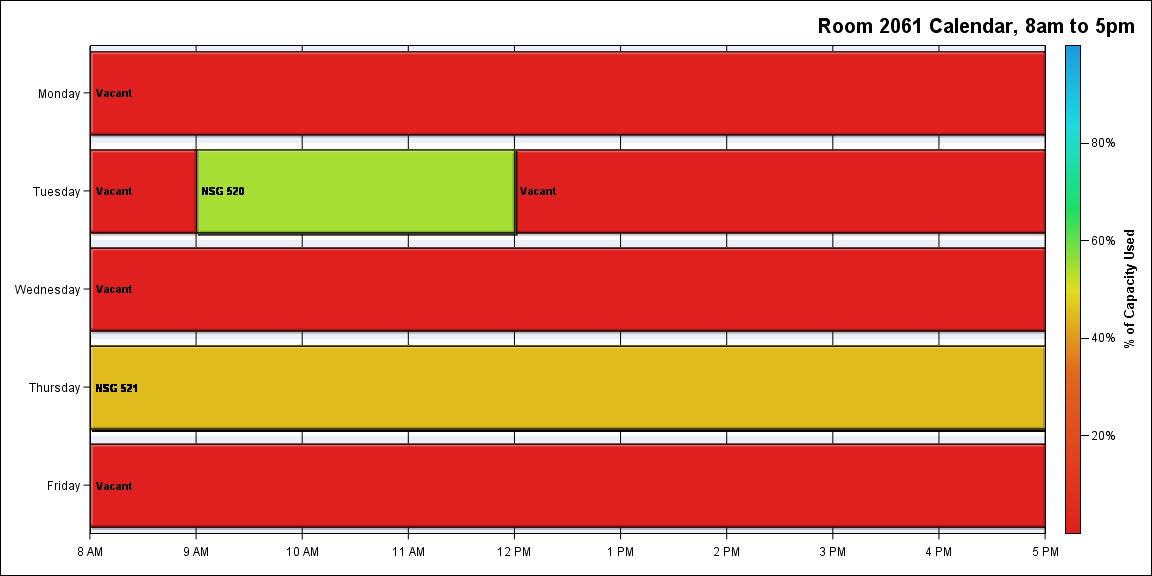 Room 2061 Calendar, 8am to 5pm
Monday
Vacant
Tuesday
Vacant
NSG 520
Vacant
Wednesday
Vacant
Thursday
NSG 521
Friday
Vacant
8 AM
9 AM
10 AM
11 AM
12 PM
1 PM
2 PM
3 PM
4 PM
5 PM
80%
60%
40%
20%
% of Capacity Used